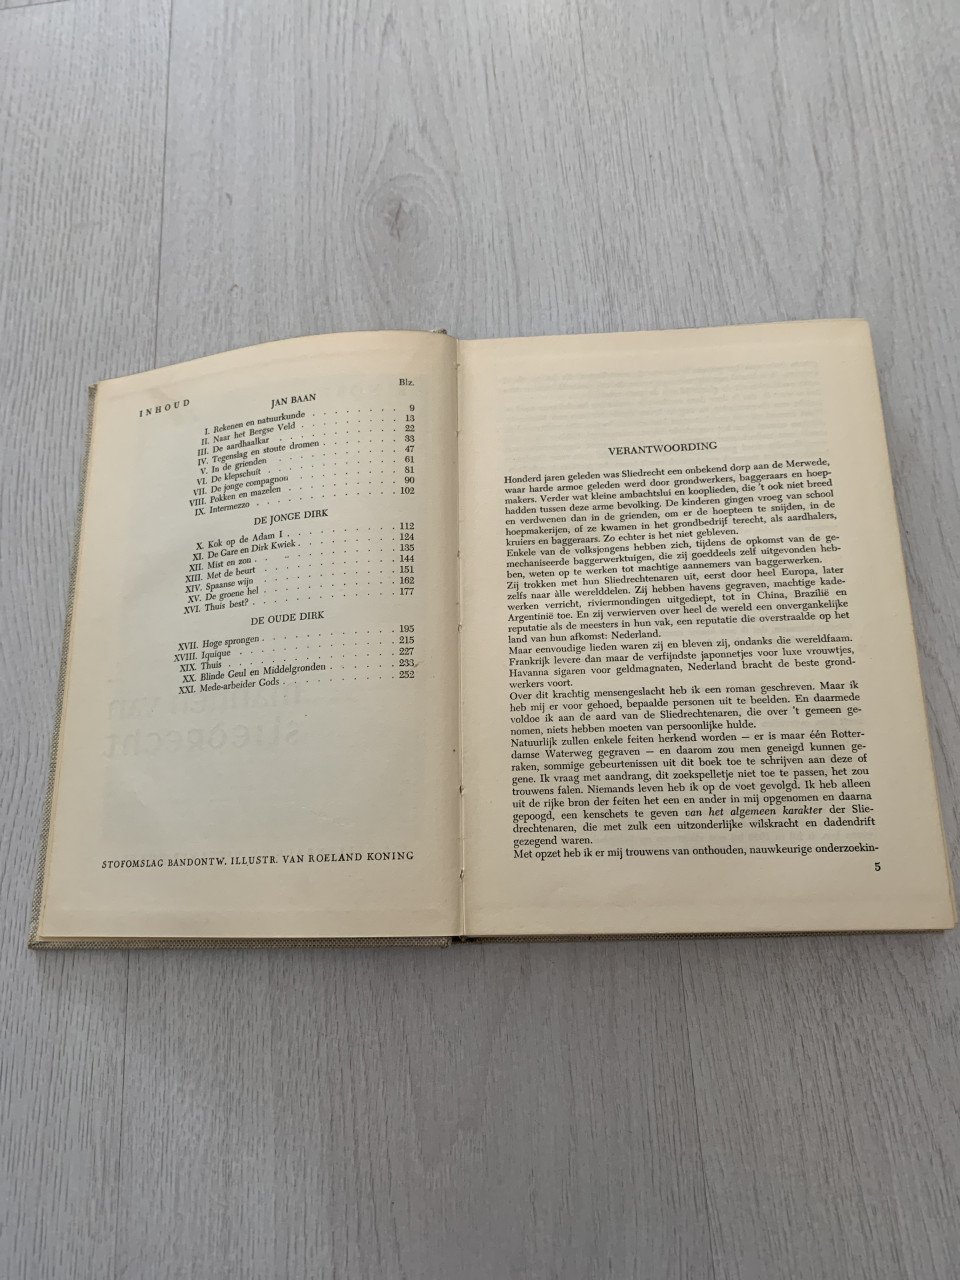 INHOUD
Blz.
JAN BAAN
I. Rekenen en natuurkunde . . . . . . . . 9
II. Naar het Bergse Veld . . . . . . . . 13
III. De aardhaalkar . . . . . . . . 22
IV. Tegenslag en stoute dromen . . . . . . . 33
V. In de grienden . . . . . . . . 47
VI. De klepschuit . . . . . . . . 61
VII. De jonge compagnon . . . . . . . . 81
VIII. Pokken en mazelen . . . . . . . . 90
IX. Intermezzo . . . . . . . . 102
DE JONGE DIRK
X. Kok op de Adam I . . . . . . . . 112
XI. De Gare en Dirk Kwiek . . . . . . . . 124
XII. Mist en zon . . . . . . . . 135
XIII. Met de beurt . . . . . . . . 144
XIV. Spaanse wijn . . . . . . . . 151
XV. De groene hel . . . . . . . . 162
XVI. Thuis best? . . . . . . . . 177
DE OUDE DIRK
XVII. Hoge sprongen . . . . . . . . 195
XVIII. Iquique . . . . . . . . 215
XIX. Thuis . . . . . . . . 227
XX. Blinde Geul en Middelgronden . . . . . . 233
XXI. Mede-arbeider Gods . . . . . . . . 252
STOFOMSLAG BANDONTW. ILLUSTR. VAN ROELAND KONING
VERANTWOORDING
Honderd jaren geleden was Sliedrecht een onbekend dorp aan de Merwede,
waar harde armoe geleden werd door grondwerkers, baggeraars en hoep-
makers. Verder wat kleine ambachtslui en kooplieden, die 't ook niet breed
hadden tussen deze arme bevolking. De kinderen gingen vroeg van school
en verdwenen dan in de grienden, om er de hoepteen te snijden, in de
hoepmakerijen, of ze kwamen in het grondbedrijf terecht, als aardhalers,
kruiers en baggeraars. Zo echter is het niet gebleven.
Enkele van de volksjongens hebben zich, tijdens de opkomst van de ge-
mechaniseerde baggerwerktuigen, die zij goeddeels zelf uitgevonden heb-
ben, weten op te werken tot machtige aannemers van baggerwerken.
Zij trokken met hun Sliedrechtenaren uit, eerst door heel Europa, later
zelfs naar àlle werelddelen. Zij hebben havens gegraven, machtige kade-
werken verricht, riviermondingen uitgediept, tot in China, Brazilië en
Argentinië toe. En zij verwierven over heel de wereld een onvergankelijke
reputatie als de meesters in hun vak, een reputatie die overstraalde op het
land van hun afkomst: Nederland.
Maar eenvoudige lieden waren zij en bleven zij, ondanks die wereldfaam.
Frankrijk levere dan maar de verfijndste japonnetjes voor luxe vrouwtjes,
Havanna sigaren voor geldmagnaten, Nederland bracht de beste grond-
werkers voort.
Over dit krachtig mensengeslacht heb ik een roman geschreven. Maar ik
heb mij er voor gehoed, bepaalde personen uit te beelden. En daarmede
voldoe ik aan de aard van de Sliedrechtenaren, die over 't gemeen ge-
nomen, niets hebben moeten van persoonlijke hulde.
Natuurlijk zullen enkele feiten herkend worden — er is maar één Rotter-
damse Waterweg gegraven — en daarom zou men geneigd kunnen ge-
raken, sommige gebeurtenissen uit dit boek toe te schrijven aan deze of
gene. Ik vraag met aandrang, dit zoekspelletje niet toe te passen, het zou
trouwens falen. Niemands leven heb ik op de voet gevolgd. Ik heb alleen
uit de rijke bron der feiten het een en ander in mij opgenomen en daarna
gepoogd, een kenschets te geven van het algemeen karakter der Slie-
drechtenaren, die met zulk een uitzonderlijke wilskracht en dadendrift
gezegend waren.
Met opzet heb ik er mij trouwens van onthouden, nauwkeurige onderzoekin-
5